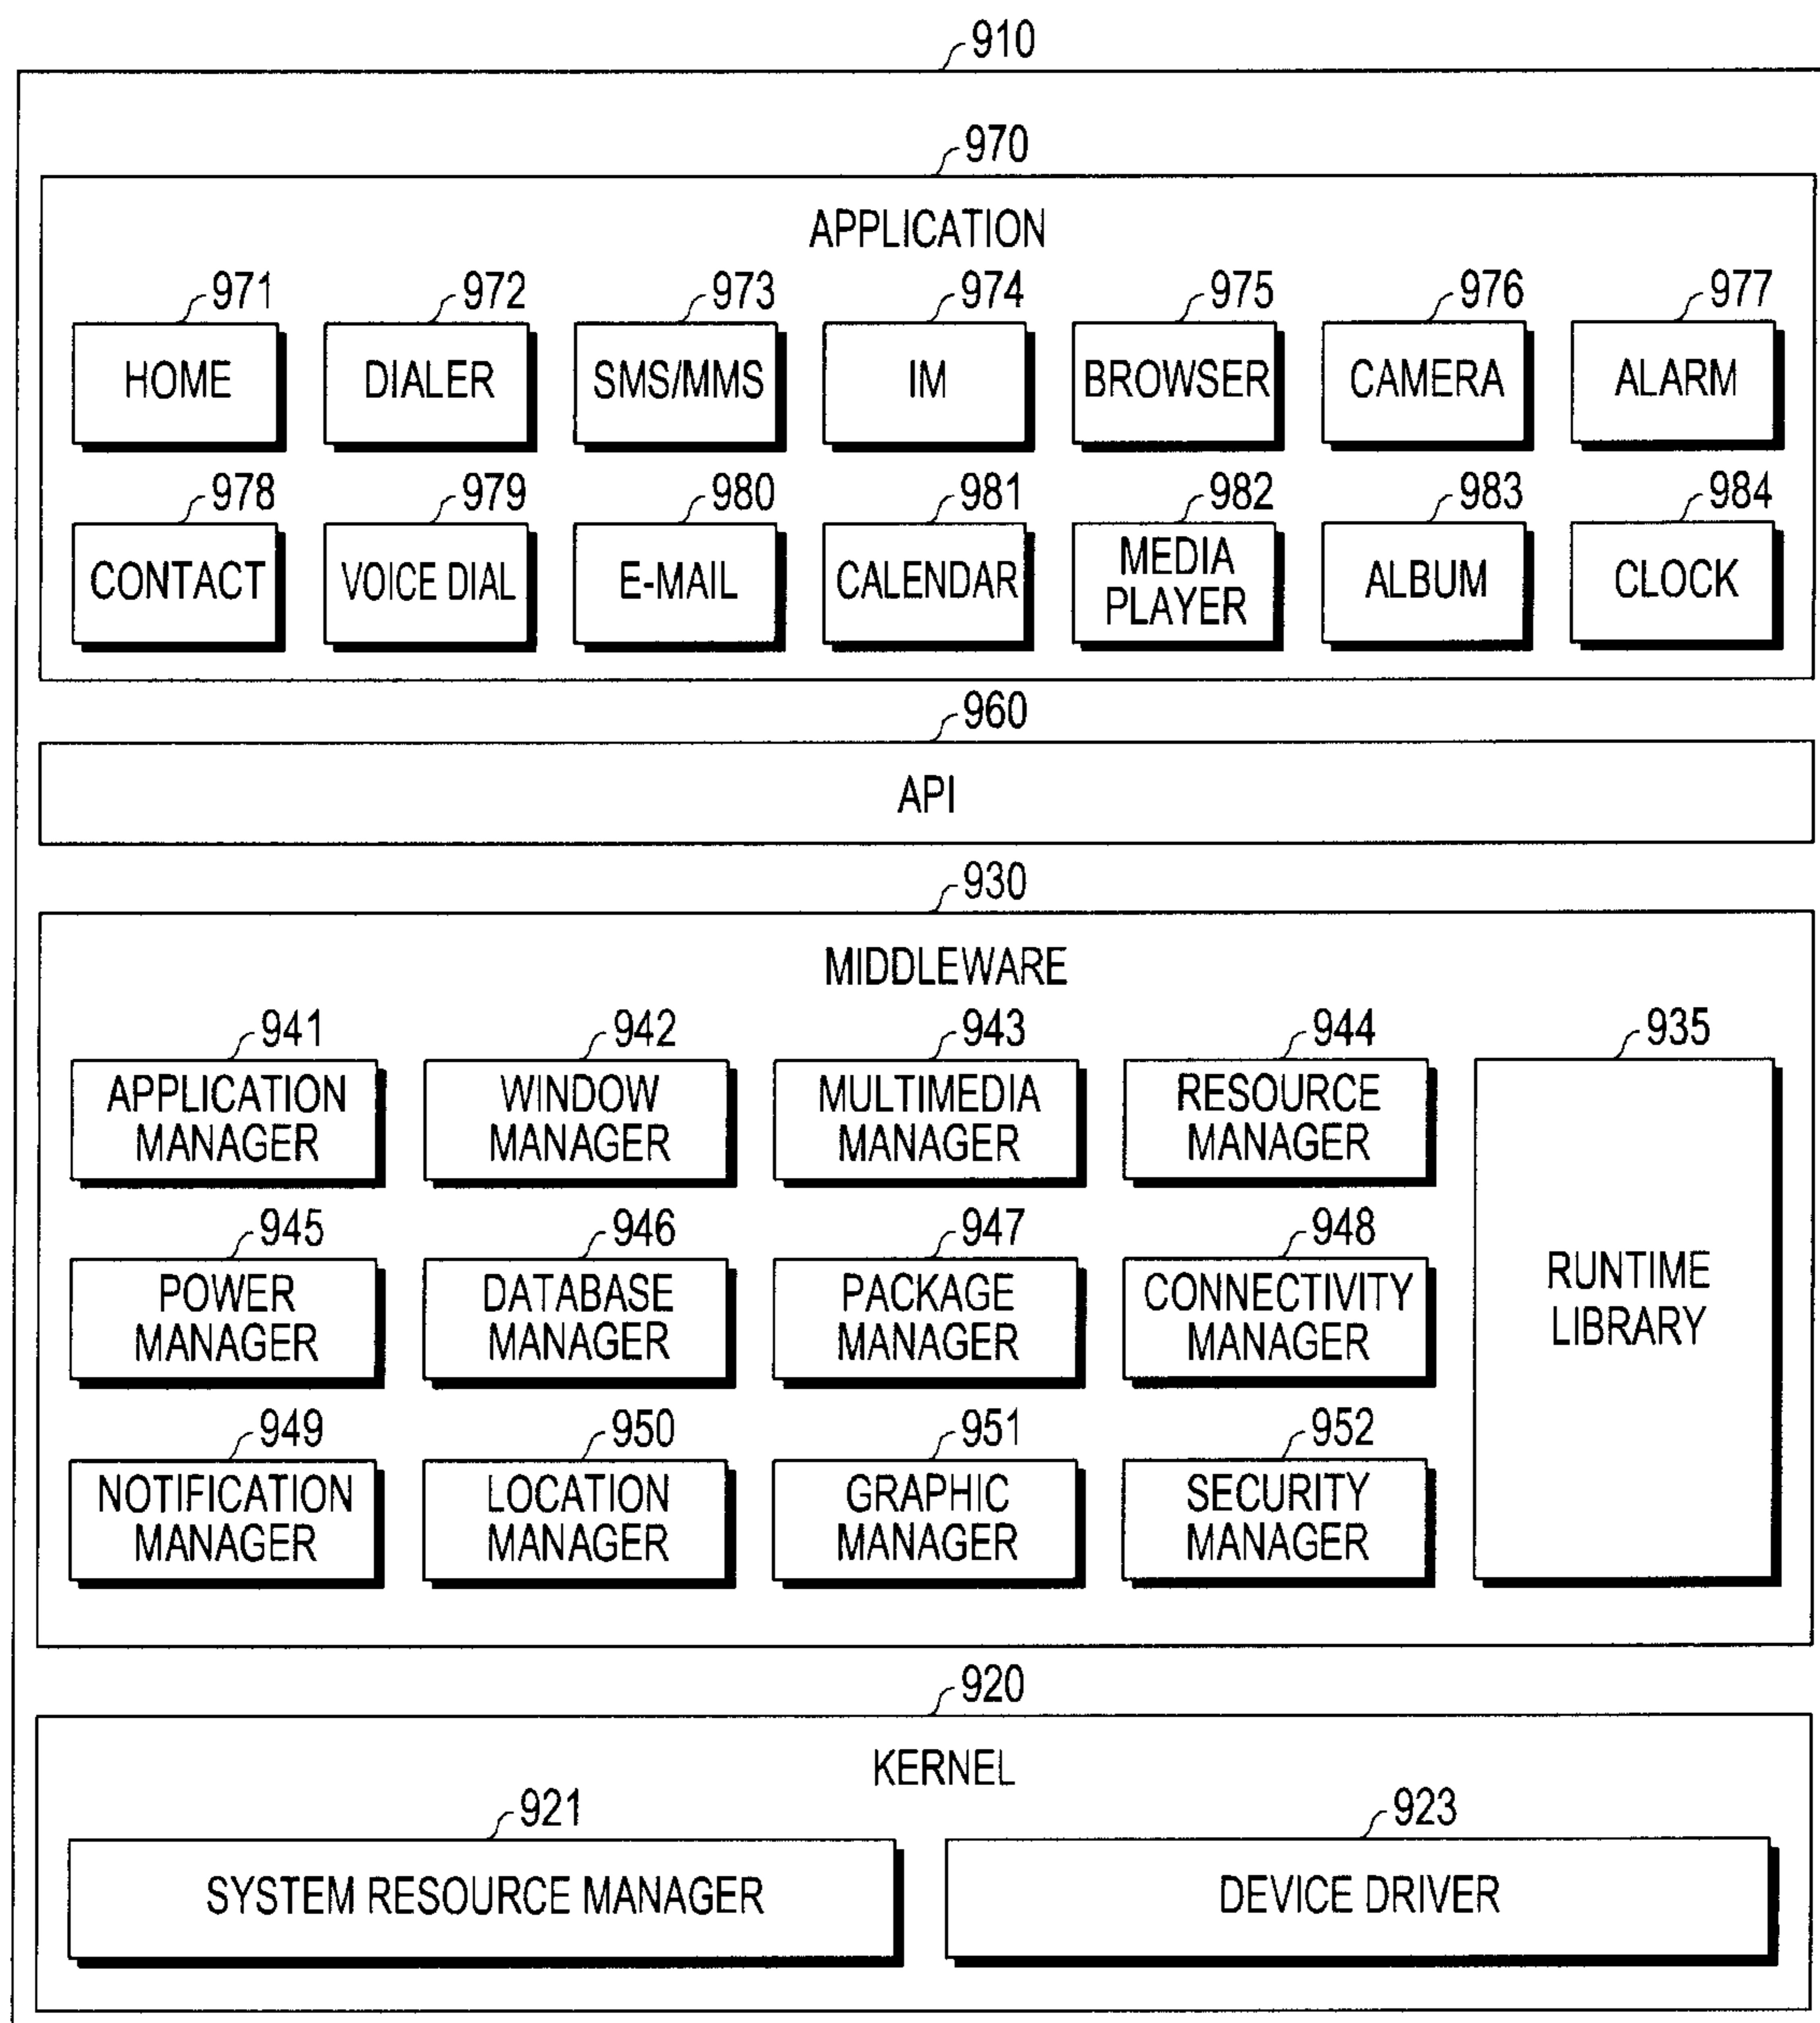 910
970
APPLICATION
971 972 973 974 975 976 977
HOME DIALER SMS/MMS IM BROWSER CAMERA ALARM
978 979 980 981 982 983 984
CONTACT VOICE DIAL E-MAIL CALENDAR MEDIA PLAYER ALBUM CLOCK
960
API
930
MIDDLEWARE
941 942 943 944 935
APPLICATION MANAGER
WINDOW MANAGER
MULTIMEDIA MANAGER
RESOURCE MANAGER
945 946 947 948
POWER MANAGER
DATABASE MANAGER
PACKAGE MANAGER
CONNECTIVITY MANAGER
RUNTIME LIBRARY
949 950 951 952
NOTIFICATION MANAGER
LOCATION MANAGER
GRAPHIC MANAGER
SECURITY MANAGER
920
KERNEL
921 923
SYSTEM RESOURCE MANAGER DEVICE DRIVER